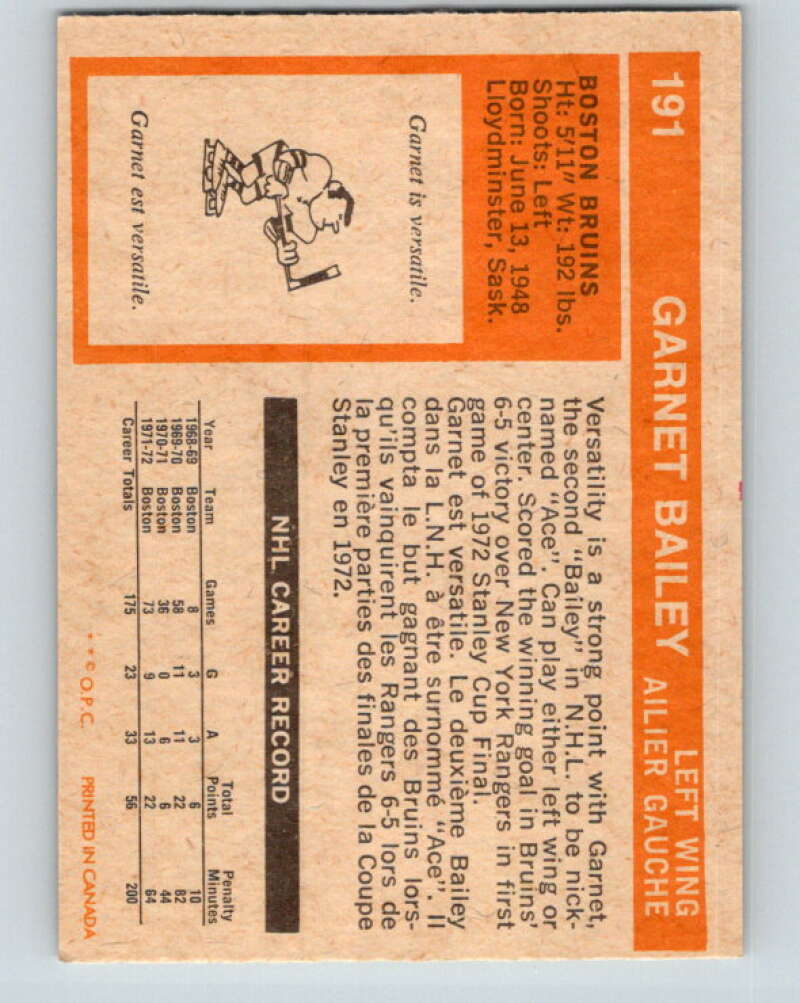 191 GARNET BAILEY LEFT WING
AILIER GAUCHE
BOSTON BRUINS
Ht: 5'11" Wt: 192 lbs.
Shoots: Left
Born: June 13, 1948
Lloydminster, Sask.
Garnet is versatile.
Garnet est versatile.
Versatility is a strong point with Garnet,
the second "Bailey" in N.H.L. to be nick-
named "Ace". Can play either left wing or
center. Scored the winning goal in Bruins'
6-5 victory over New York Rangers in first
game of 1972 Stanley Cup Final.
Garnet est versatile. Le deuxième Bailey
dans la L.N.H. à être surnommé "Ace". Il
compta le but gagnant des Bruins lors-
qu'ils vainquirent les Rangers 6-5 lors de
la première parties des finales de la Coupe
Stanley en 1972.
NHL CAREER RECORD
Year Team Games G A Total Points Penalty Minutes
1968-69 Boston 8 3 3 6 10
1969-70 Boston 58 11 11 22 82
1970-71 Boston 36 0 6 6 44
1971-72 Boston 73 9 13 22 64
Career Totals 175 23 33 56 200
* * © O.P.C. PRINTED IN CANADA